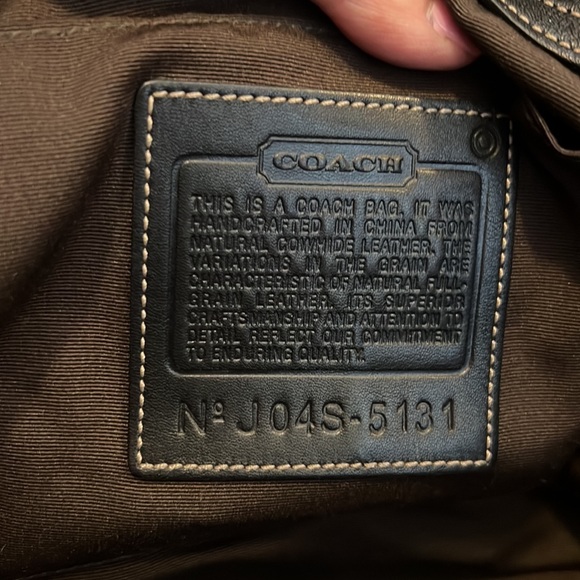 COACH
THIS IS A COACH BAG. IT WAS
HANDCRAFTED IN CHINA FROM
NATURAL COWHIDE LEATHER. THE
VARIATIONS IN THE GRAIN ARE
CHARACTERISTIC OF NATURAL FULL-
GRAIN LEATHER. ITS SUPERIOR
CRAFTSMANSHIP AND ATTENTION TO
DETAIL REFLECT OUR COMMITMENT
TO ENDURING QUALITY.
Nº J04S-5131